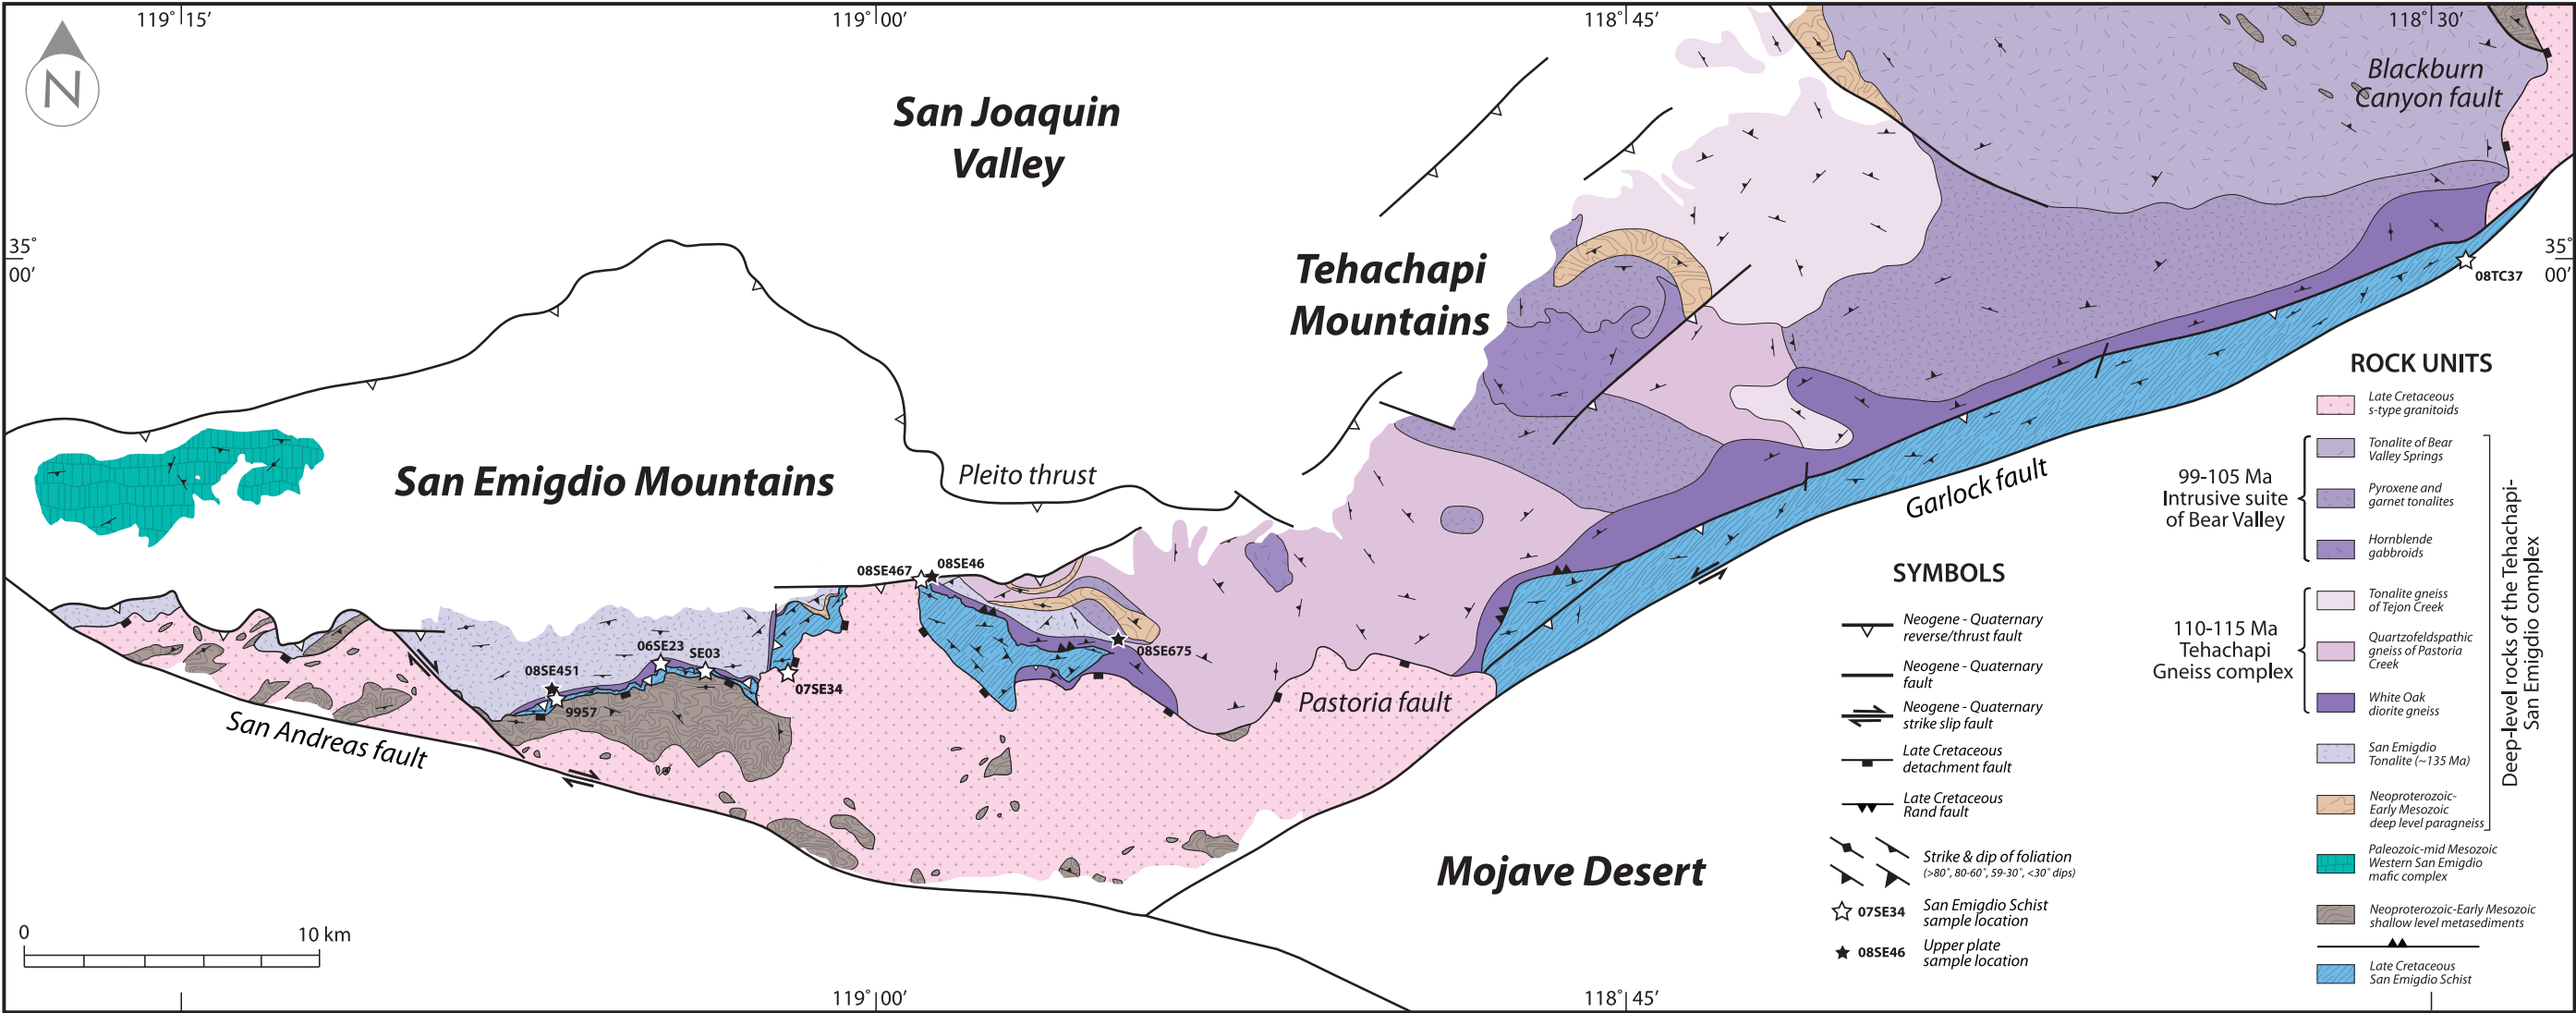 119° 15′
119° 00′
118° 45′
118° 30′
N
San Joaquin
Valley
Blackburn
Canyon fault
35°
00′
35°
00′
Tehachapi
Mountains
08TC37
San Emigdio Mountains
Pleito thrust
Garlock fault
08SE467
08SE46
06SE23
SE03
08SE675
08SE451
07SE34
9957
Pastoria fault
San Andreas fault
Mojave Desert
0
10 km
119° 00′
118° 45′
SYMBOLS
Neogene - Quaternary
reverse/thrust fault
Neogene - Quaternary
fault
Neogene - Quaternary
strike slip fault
Late Cretaceous
detachment fault
Late Cretaceous
Rand fault
Strike & dip of foliation
(>80°, 80-60°, 59-30°, <30° dips)
07SE34
San Emigdio Schist
sample location
08SE46
Upper plate
sample location
ROCK UNITS
Late Cretaceous
s-type granitoids
99-105 Ma
Intrusive suite
of Bear Valley
Tonalite of Bear
Valley Springs
Pyroxene and
garnet tonalites
Hornblende
gabbroids
110-115 Ma
Tehachapi
Gneiss complex
Tonalite gneiss
of Tejon Creek
Quartzofeldspathic
gneiss of Pastoria
Creek
White Oak
diorite gneiss
San Emigdio
Tonalite (~135 Ma)
Neoproterozoic-
Early Mesozoic
deep level paragneiss
Deep-level rocks of the Tehachapi-
San Emigdio complex
Paleozoic-mid Mesozoic
Western San Emigdio
mafic complex
Neoproterozoic-Early Mesozoic
shallow level metasediments
Late Cretaceous
San Emigdio Schist